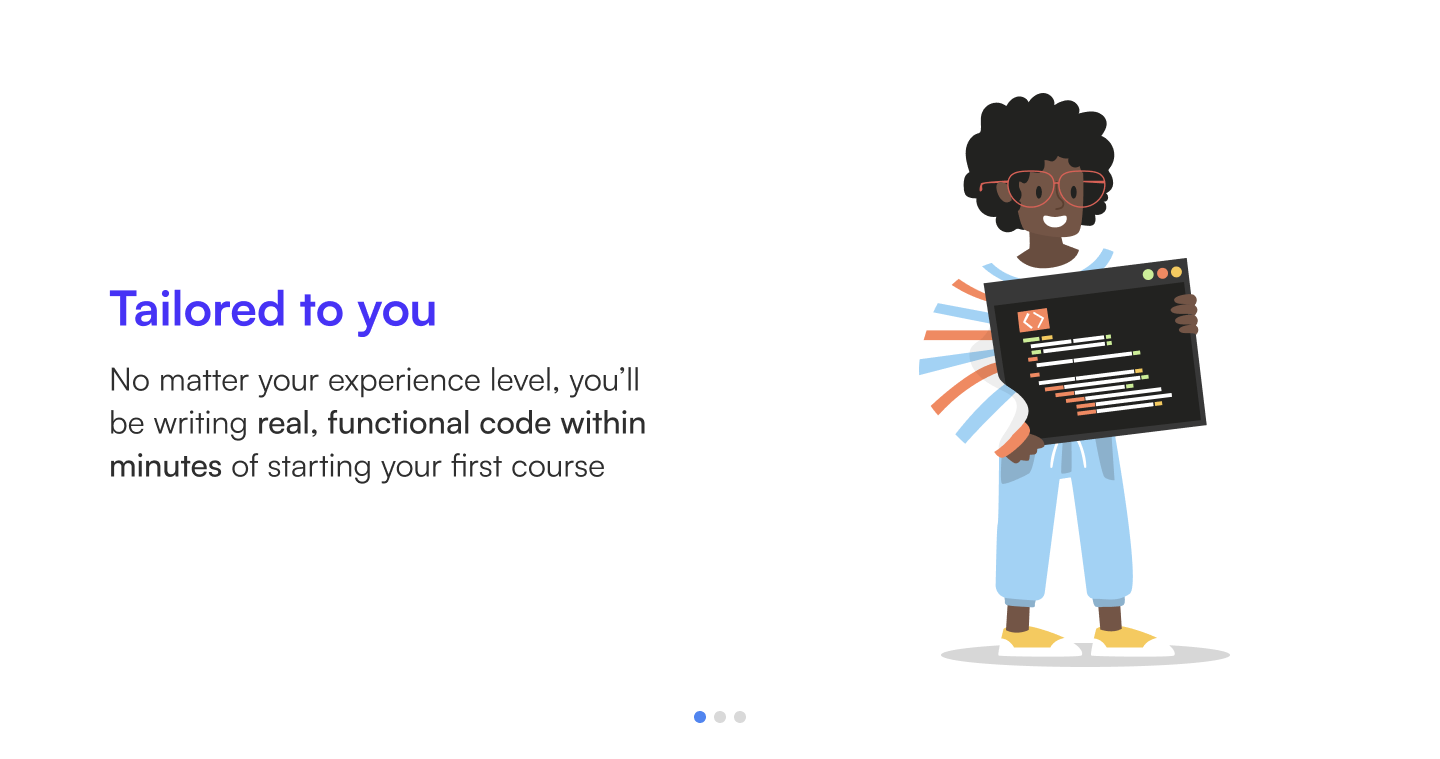 Tailored to you
No matter your experience level, you’ll
be writing real, functional code within
minutes of starting your first course